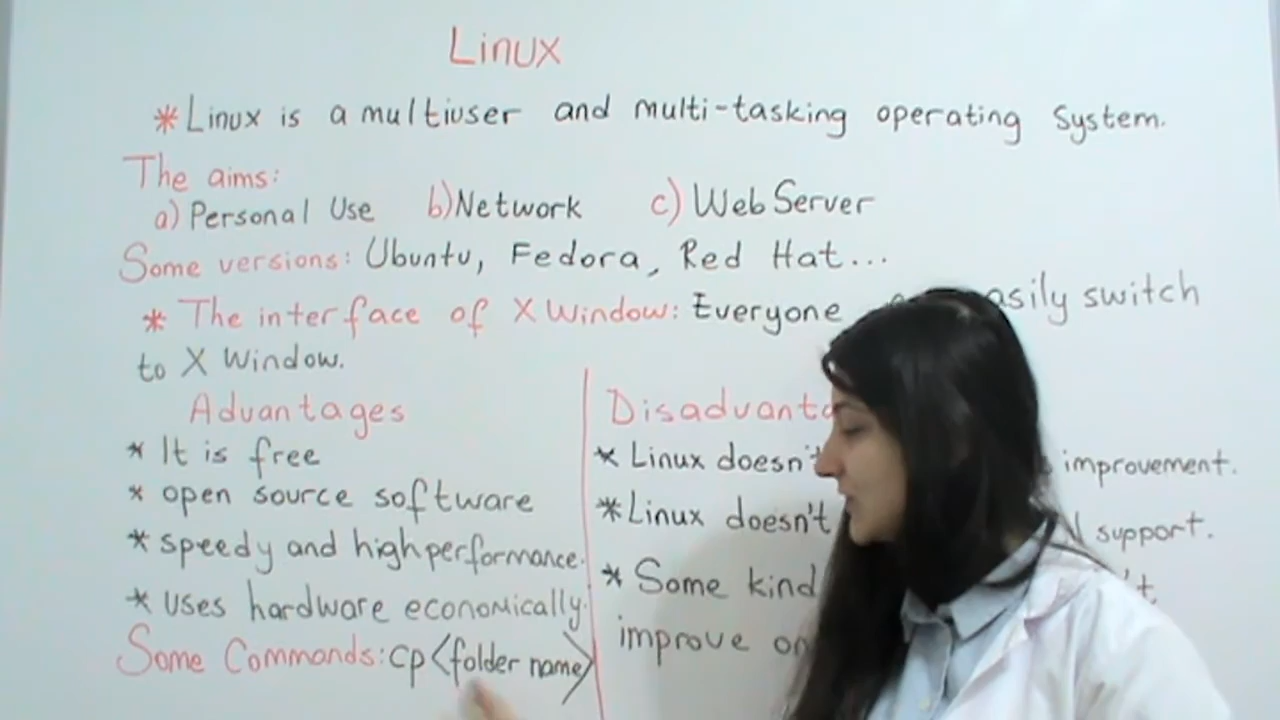 Linux
* Linux is a multiuser and multi-tasking operating System.
The aims:
a) Personal Use b) Network c) Web Server
Some versions: Ubuntu, Fedora, Red Hat...
* The interface of X Window: Everyone easily switch
to X Window.
Advantages
* It is free
* open source software
* speedy and high performance.
* uses hardware economically.
Some Commands: cp <folder name>
Disadvanta
* Linux doesn't improvement.
* Linux doesn't support.
* Some kind
improve on